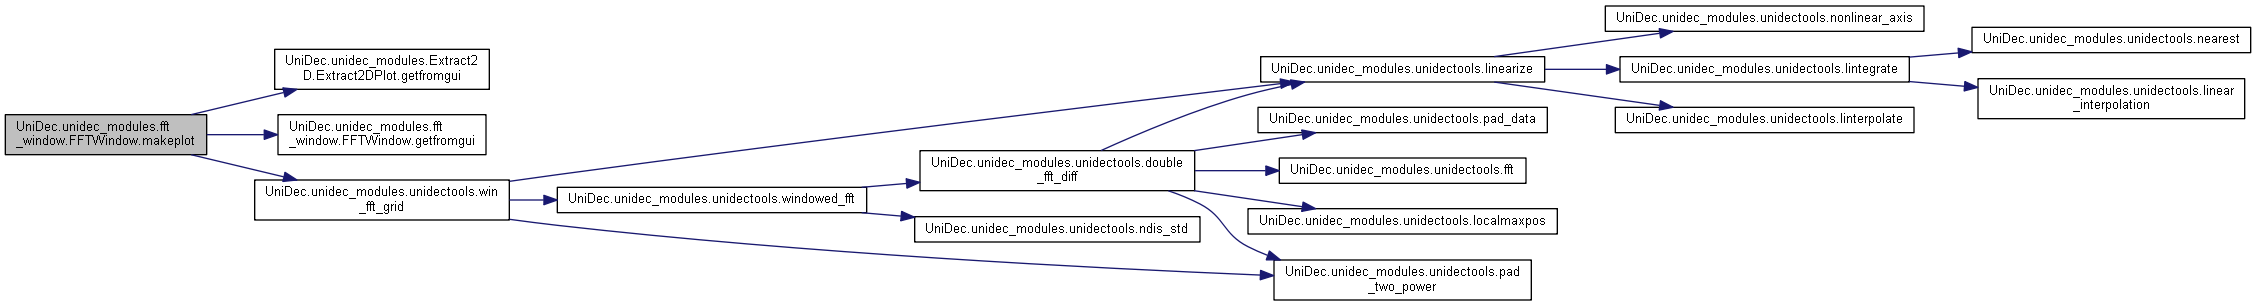 UniDec.unidec_modules.fft
_window.FFTWindow.makeplot
UniDec.unidec_modules.Extract2
D.Extract2DPlot.getfromgui
UniDec.unidec_modules.fft
_window.FFTWindow.getfromgui
UniDec.unidec_modules.unidectools.win
_fft_grid
UniDec.unidec_modules.unidectools.windowed_fft
UniDec.unidec_modules.unidectools.double
_fft_diff
UniDec.unidec_modules.unidectools.ndis_std
UniDec.unidec_modules.unidectools.linearize
UniDec.unidec_modules.unidectools.pad_data
UniDec.unidec_modules.unidectools.fft
UniDec.unidec_modules.unidectools.localmaxpos
UniDec.unidec_modules.unidectools.pad
_two_power
UniDec.unidec_modules.unidectools.nonlinear_axis
UniDec.unidec_modules.unidectools.lintegrate
UniDec.unidec_modules.unidectools.linterpolate
UniDec.unidec_modules.unidectools.nearest
UniDec.unidec_modules.unidectools.linear
_interpolation